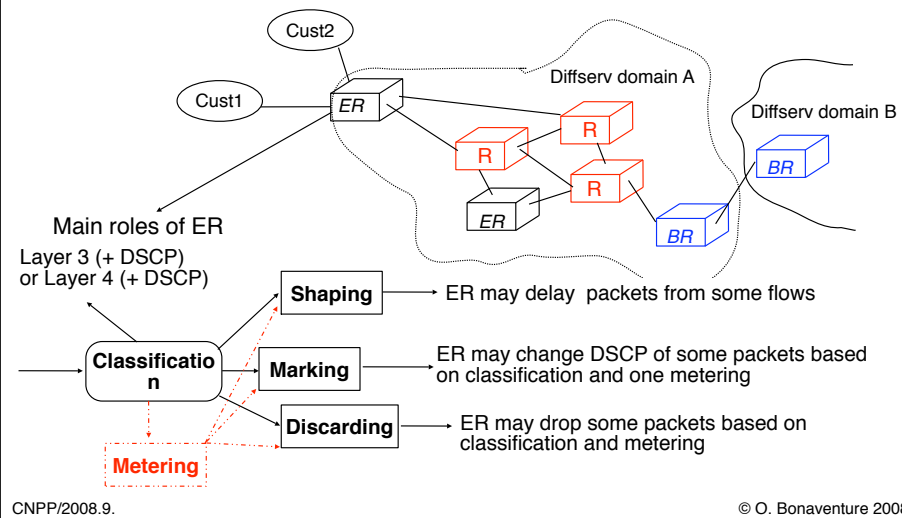 Cust2
Cust1
ER
Diffserv domain A
Diffserv domain B
R
R
R
BR
ER
BR
Main roles of ER
Layer 3 (+ DSCP)
or Layer 4 (+ DSCP)
Shaping
ER may delay packets from some flows
Classificatio
n
Marking
ER may change DSCP of some packets based
on classification and one metering
Discarding
ER may drop some packets based on
classification and metering
Metering
CNPP/2008.9.
© O. Bonaventure 2008